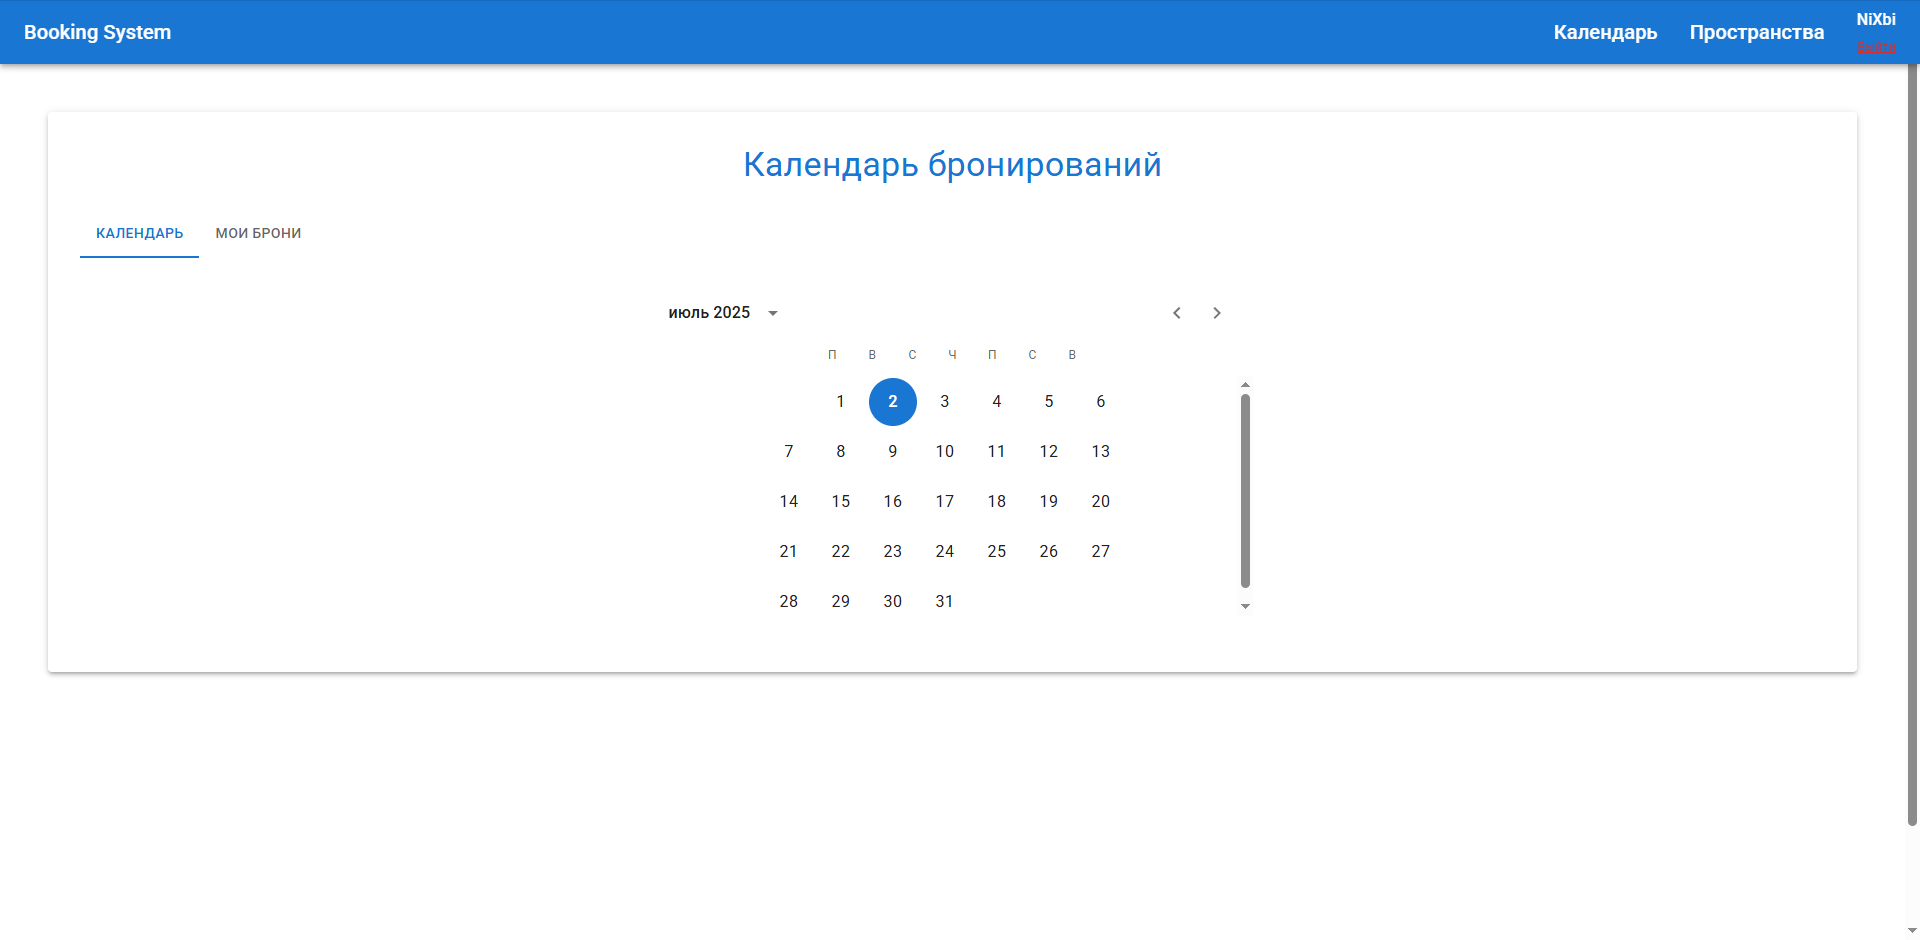 Booking System
Календарь
Пространства
NiXbi
Выйти
Календарь бронирований
КАЛЕНДАРЬ
МОИ БРОНИ
июль 2025
П В С Ч П С В
1 2 3 4 5 6
7 8 9 10 11 12 13
14 15 16 17 18 19 20
21 22 23 24 25 26 27
28 29 30 31